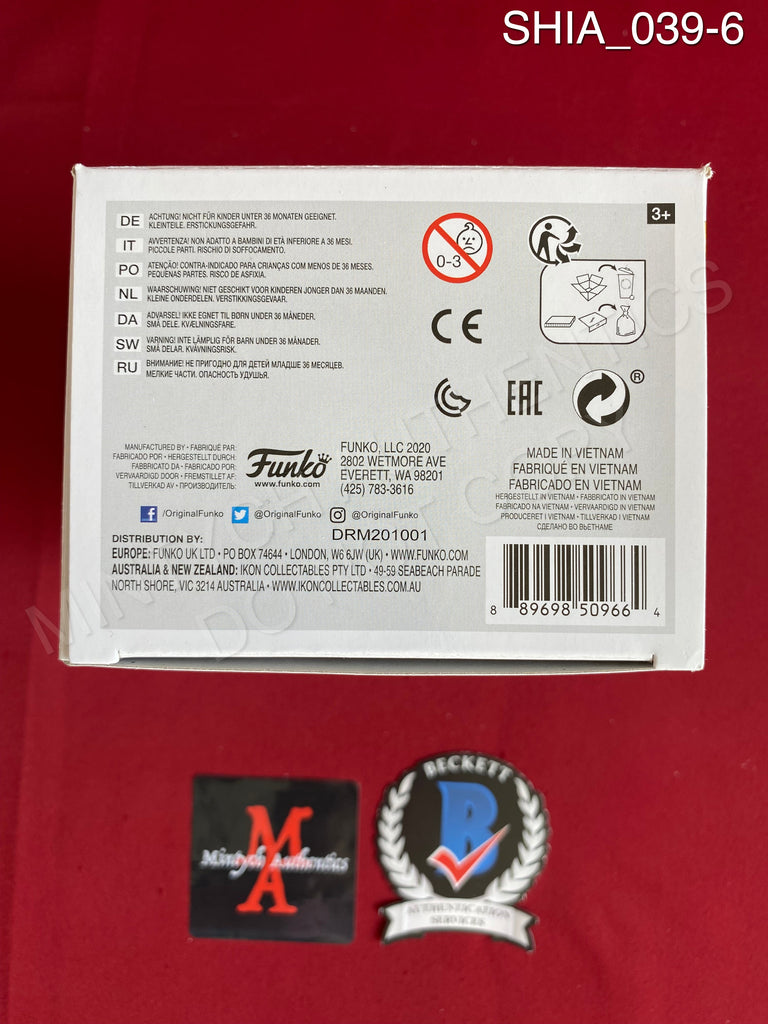 SHIA_039-6
3+
DE ACHTUNG! NICHT FÜR KINDER UNTER 36 MONATEN GEEIGNET.
KLEINTEILE. ERSTICKUNGSGEFAHR.
IT AVVERTENZA! NON ADATTO A BAMBINI DI ETÀ INFERIORE A 36 MESI.
PICCOLE PARTI. RISCHIO DI SOFFOCAMENTO.
PO ATENÇÃO! CONTRA-INDICADO PARA CRIANÇAS COM MENOS DE 36 MESES.
PEQUENAS PARTES. RISCO DE ASFIXIA.
NL WAARSCHUWING! NIET GESCHIKT VOOR KINDEREN JONGER DAN 36 MAANDEN.
KLEINE ONDERDELEN. VERSTIKKINGSGEVAAR.
DA ADVARSEL! IKKE EGNET TIL BØRN UNDER 36 MÅNEDER.
SMÅ DELE. KVÆLNINGSFARE.
SW VARNING! INTE LÄMPLIG FÖR BARN UNDER 36 MÅNADER.
SMÅ DELAR. KVÄVNINGSRISK.
RU ВНИМАНИЕ! НЕ ПРИГОДНО ДЛЯ ДЕТЕЙ МЛАДШЕ 36 МЕСЯЦЕВ.
МЕЛКИЕ ЧАСТИ. ОПАСНОСТЬ УДУШЬЯ.
0-3
CE
EAC
®
MANUFACTURED BY • FABRIQUÉ PAR:
FABRICADO POR • HERGESTELLT DURCH:
FABBRICATO DA • FABRICADO POR:
VERVAARDIGD DOOR • FREMSTILLET AF:
TILLVERKAD AV • ПРОИЗВОДИТЕЛЬ:
Funko
www.funko.com
FUNKO, LLC 2020
2802 WETMORE AVE
EVERETT, WA 98201
(425) 783-3616
MADE IN VIETNAM
FABRIQUÉ EN VIETNAM
FABRICADO EN VIETNAM
HERGESTELLT IN VIETNAM • FABBRICATO IN VIETNAM
FABRICADO NA VIETNAM • VERVAARDIGD IN VIETNAM
PRODUCERET I VIETNAM • TILLVERKAD I VIETNAM
СДЕЛАНО ВО ВЬЕТНАМЕ
f /OriginalFunko @OriginalFunko @OriginalFunko
DRM201001
DISTRIBUTION BY:
EUROPE: FUNKO UK LTD • PO BOX 74644 • LONDON, W6 6JW (UK) • WWW.FUNKO.COM
AUSTRALIA & NEW ZEALAND: IKON COLLECTABLES PTY LTD • 49-59 SEABEACH PARADE
NORTH SHORE, VIC 3214 AUSTRALIA • WWW.IKONCOLLECTABLES.COM.AU
8 89698 50966 4
MINTYCH AUTHENTICS
DO NOT COPY
MA
Mintych Authentics
BECKETT
B
AUTHENTICATION
SERVICES